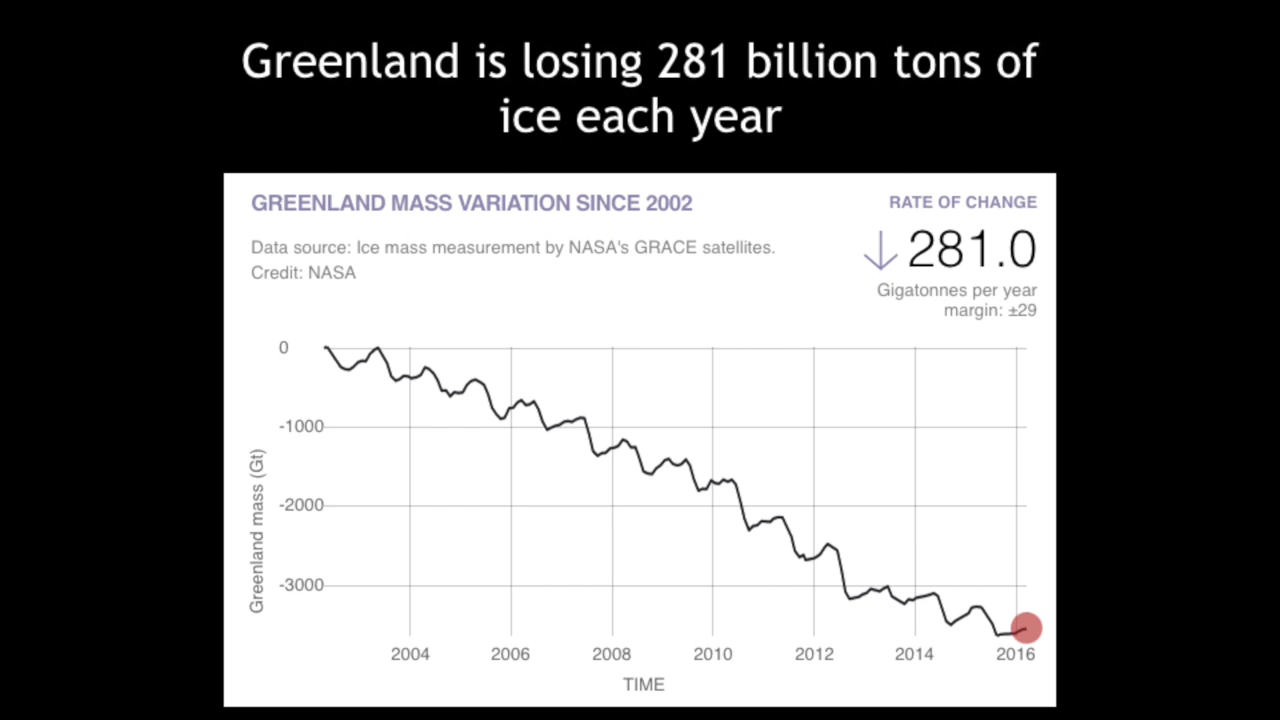 Greenland is losing 281 billion tons of
ice each year
GREENLAND MASS VARIATION SINCE 2002
Data source: Ice mass measurement by NASA's GRACE satellites.
Credit: NASA
RATE OF CHANGE
↓ 281.0
Gigatonnes per year
margin: ±29
Greenland mass (Gt)
0
-1000
-2000
-3000
2004 2006 2008 2010 2012 2014 2016
TIME